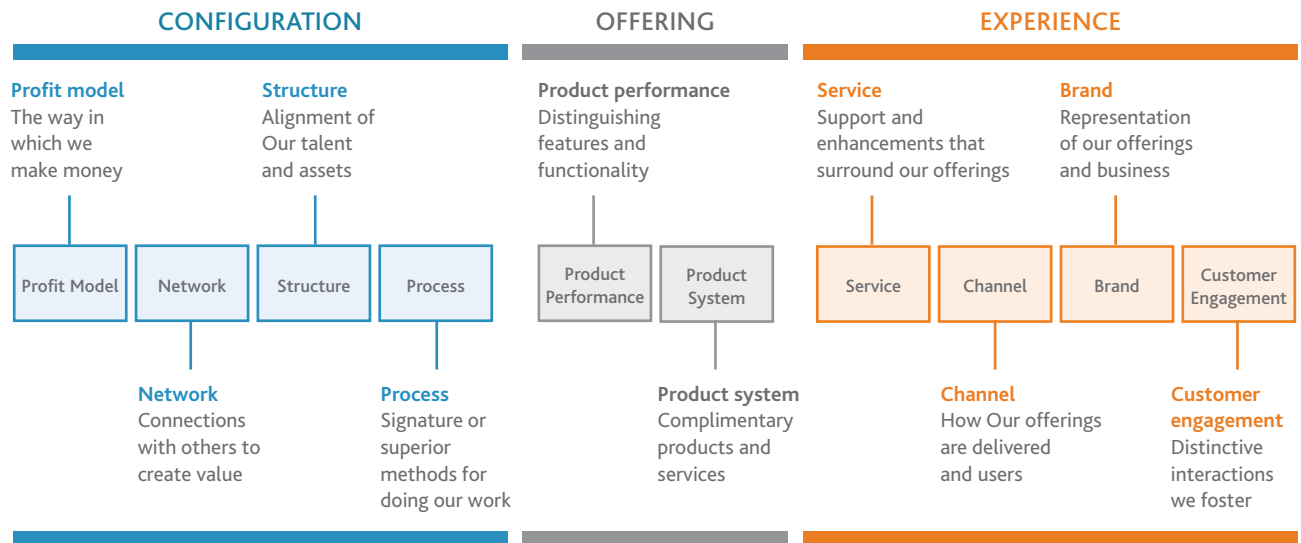 CONFIGURATION
OFFERING
EXPERIENCE
Profit model
The way in
which we
make money
Structure
Alignment of
Our talent
and assets
Product performance
Distinguishing
features and
functionality
Service
Support and
enhancements that
surround our offerings
Brand
Representation
of our offerings
and business
Profit Model
Network
Structure
Process
Product
Performance
Product
System
Service
Channel
Brand
Customer
Engagement
Network
Connections
with others to
create value
Process
Signature or
superior
methods for
doing our work
Product system
Complimentary
products and
services
Channel
How Our offerings
are delivered
and users
Customer
engagement
Distinctive
interactions
we foster